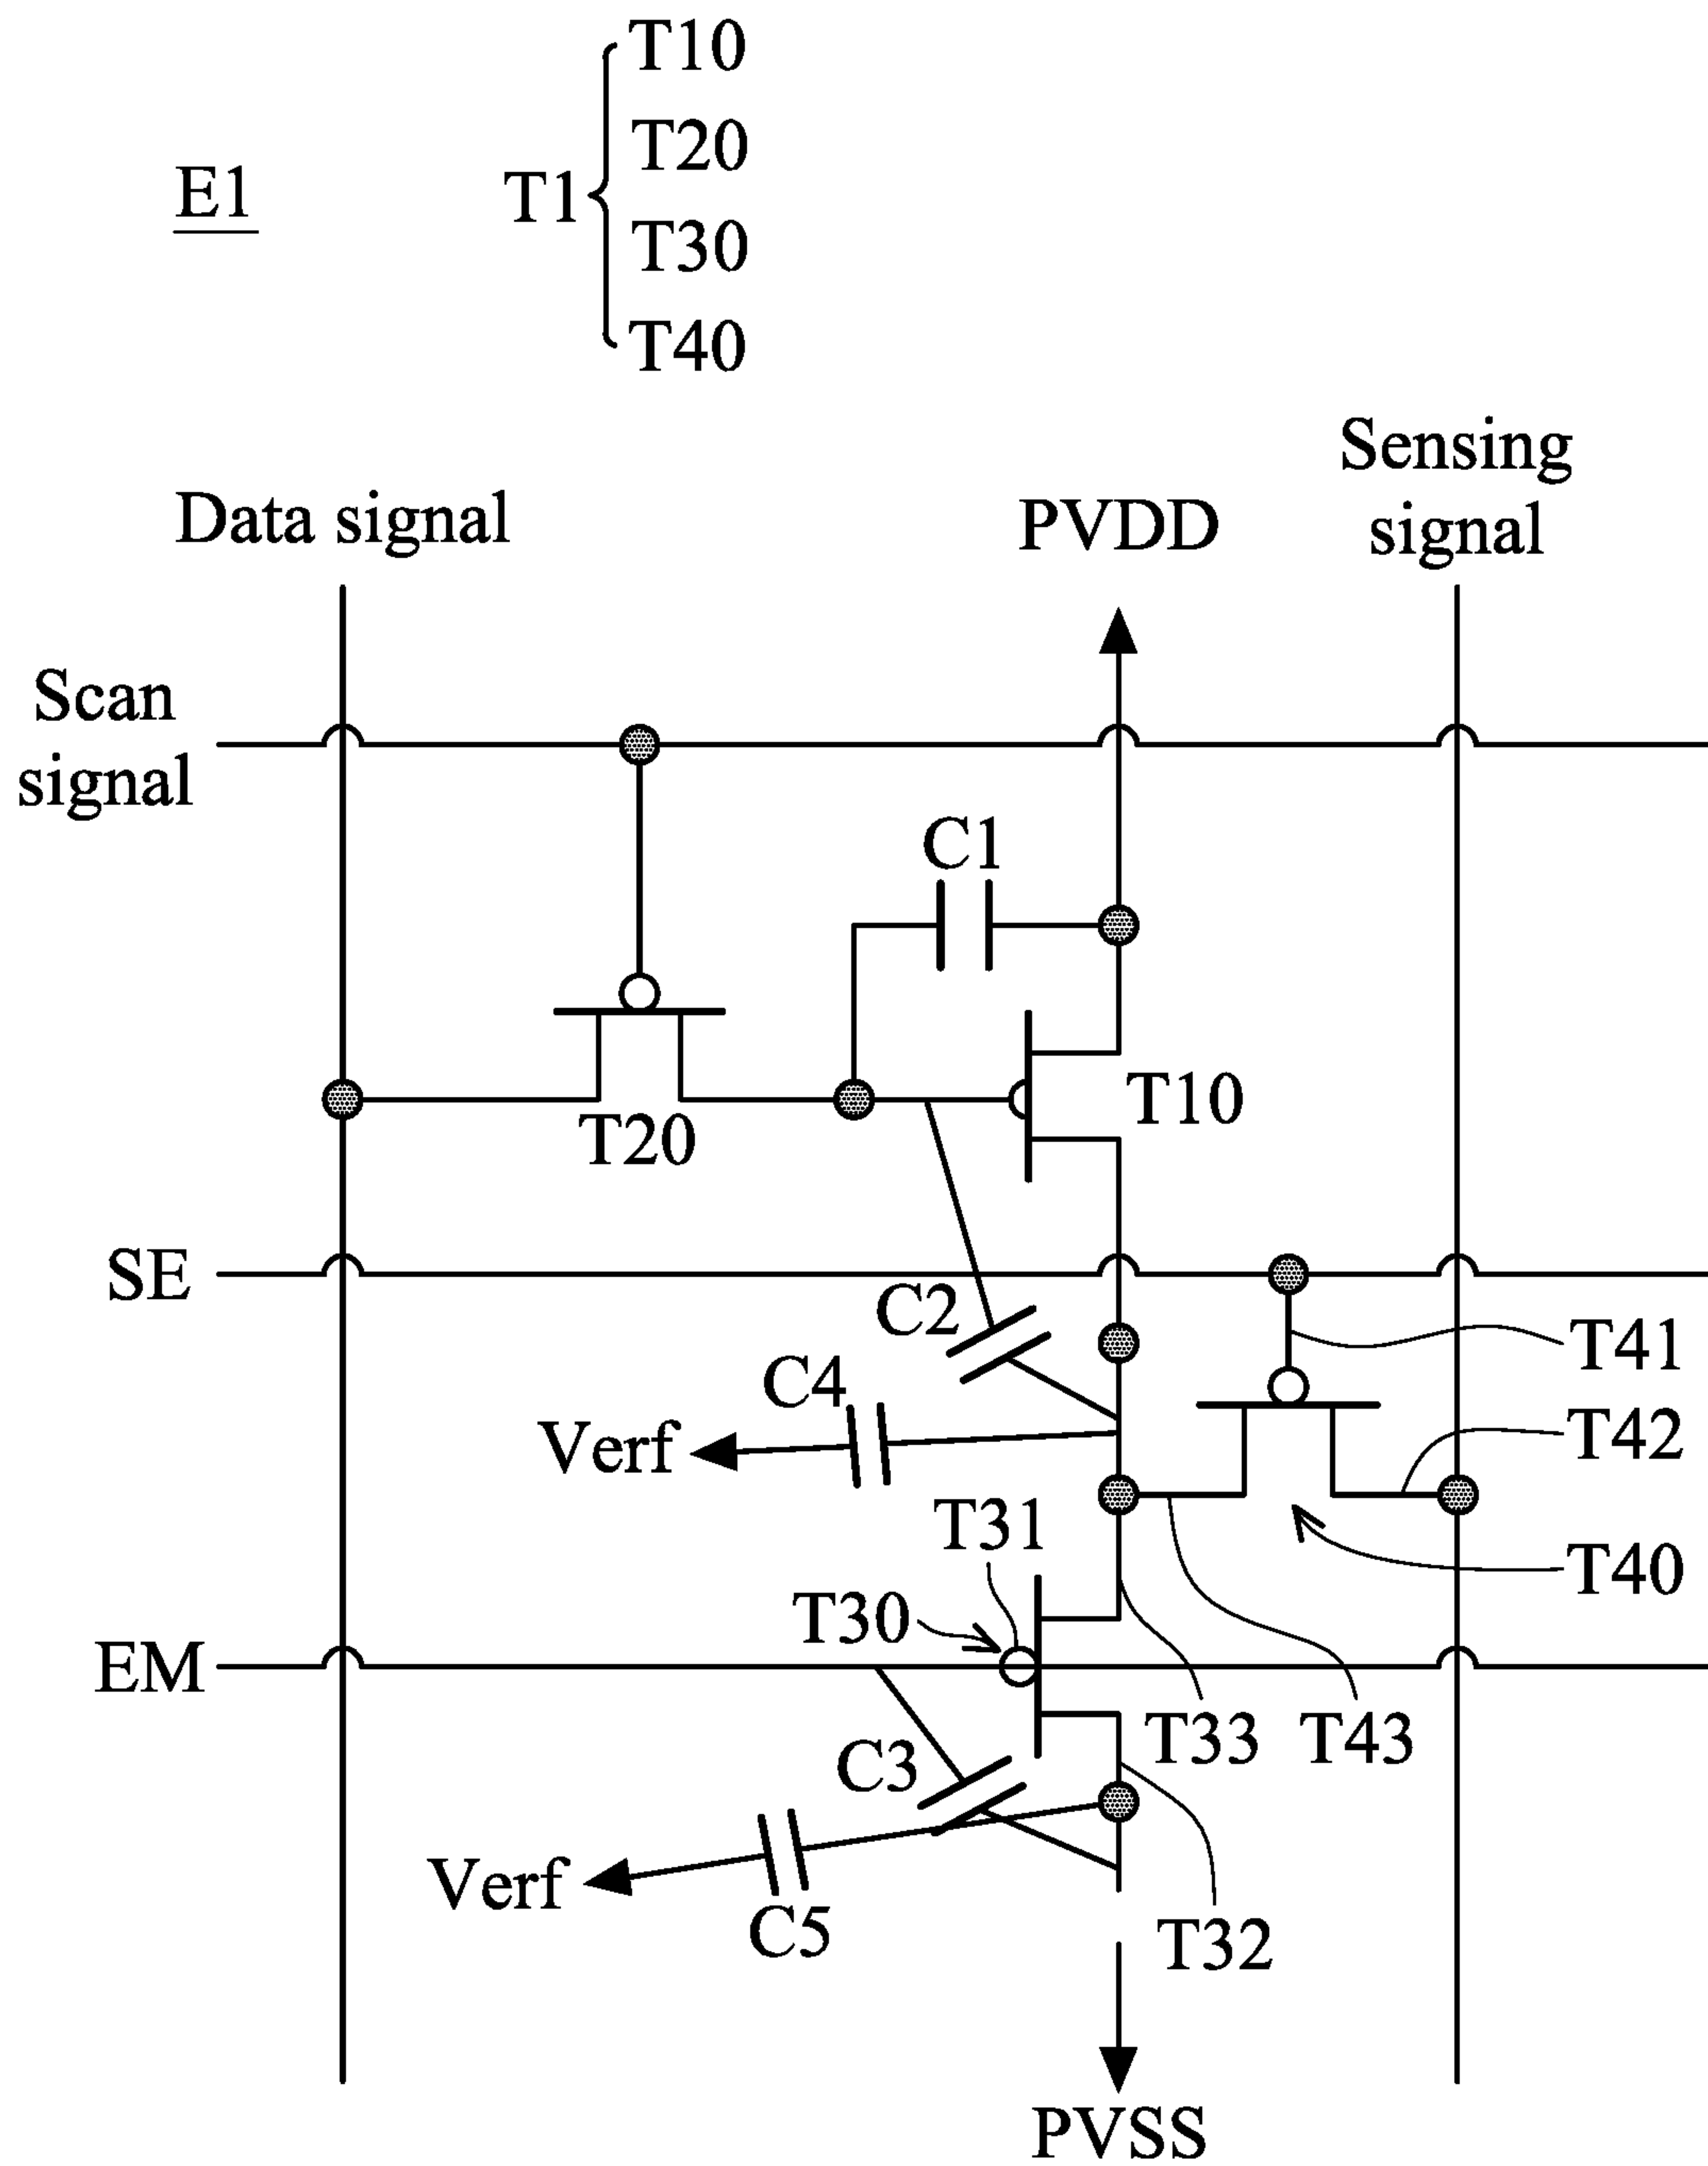 T10
T20
E1
T1
T30
T40
Sensing
signal
Data signal
PVDD
Scan
signal
C1
T10
T20
SE
C2
T41
C4
T42
Verf
T31
T40
T30
EM
T33
T43
C3
Verf
C5
T32
PVSS